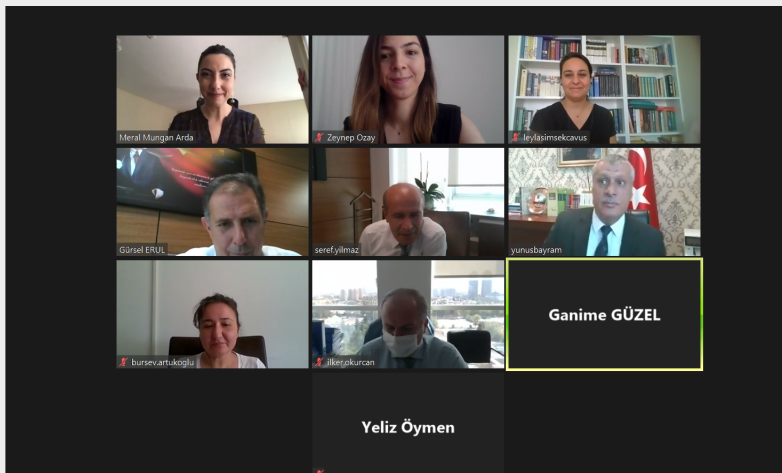 Meral Mungan Arda
Zeynep Ozay
leylasimsekcavus
Gürsel ERUL
seref.yilmaz
yunusbayram
bursev.artukoglu
ilker.okurcan
Ganime GÜZEL
Yeliz Öymen